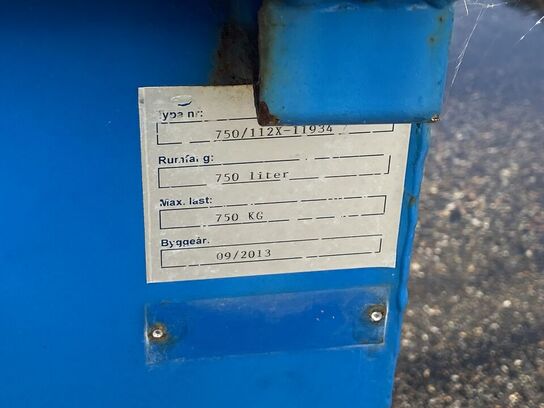 Type nr:
750/112X-11934
Rumfang:
750 liter
Max. last:
750 KG
Byggeår:
09/2013